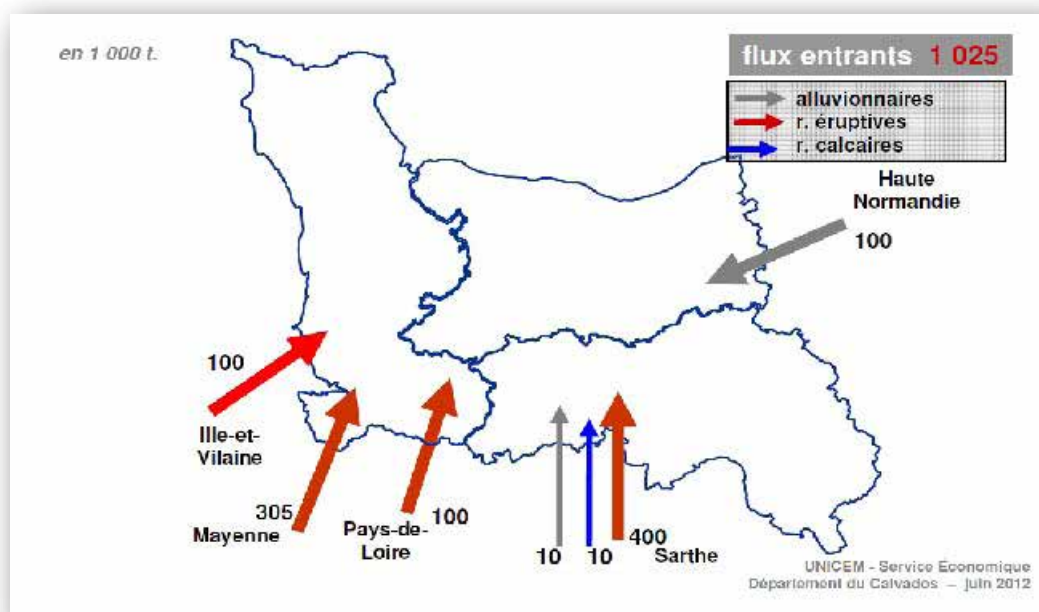 en 1 000 t.
flux entrants 1 025
alluvionnaires
r. éruptives
r. calcaires
Haute
Normandie
100
100
Ille-et-
Vilaine
305
Mayenne
Pays-de-
Loire
100
10
10
400
Sarthe
UNICEM - Service Économique
Département du Calvados – juin 2012